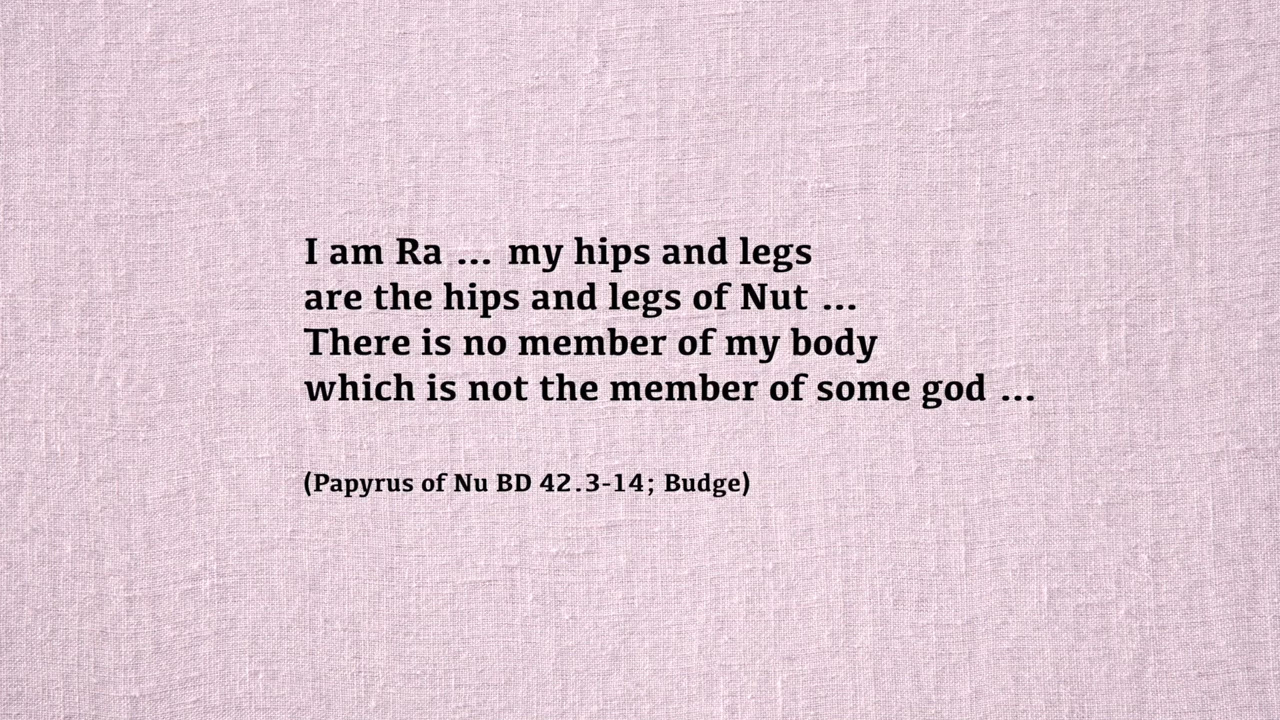 I am Ra ... my hips and legs
are the hips and legs of Nut ...
There is no member of my body
which is not the member of some god ...
(Papyrus of Nu BD 42.3-14; Budge)